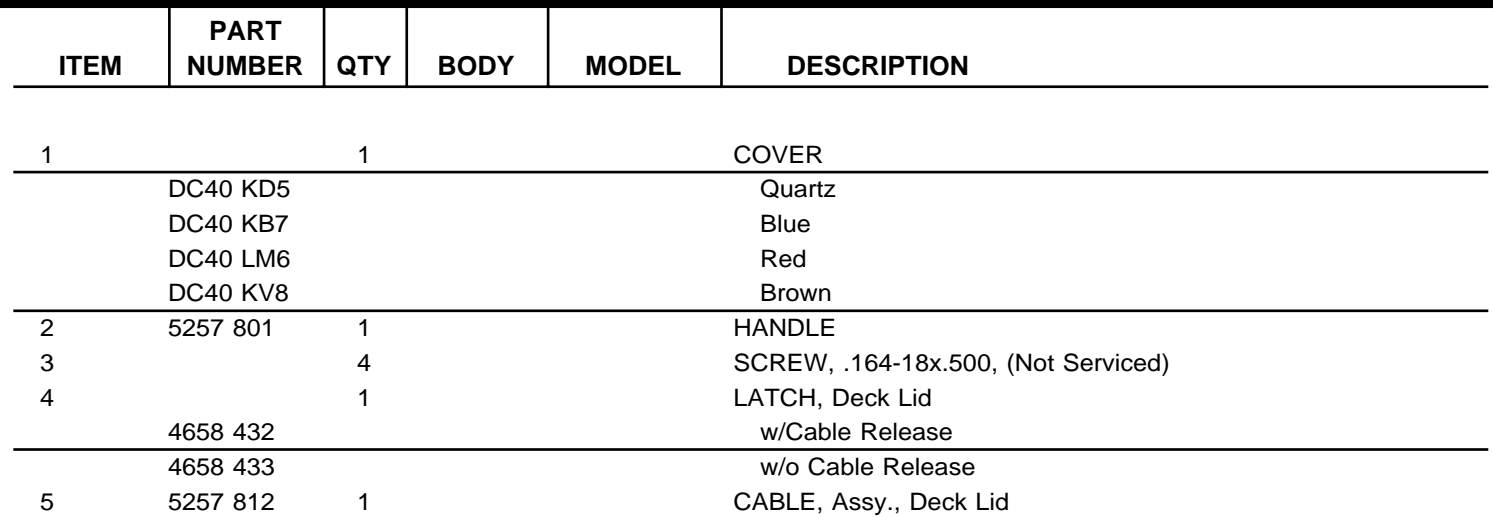 PART
ITEM NUMBER QTY BODY MODEL DESCRIPTION
1 1 COVER
DC40 KD5 Quartz
DC40 KB7 Blue
DC40 LM6 Red
DC40 KV8 Brown
2 5257 801 1 HANDLE
3 4 SCREW, .164-18x.500, (Not Serviced)
4 1 LATCH, Deck Lid
4658 432 w/Cable Release
4658 433 w/o Cable Release
5 5257 812 1 CABLE, Assy., Deck Lid